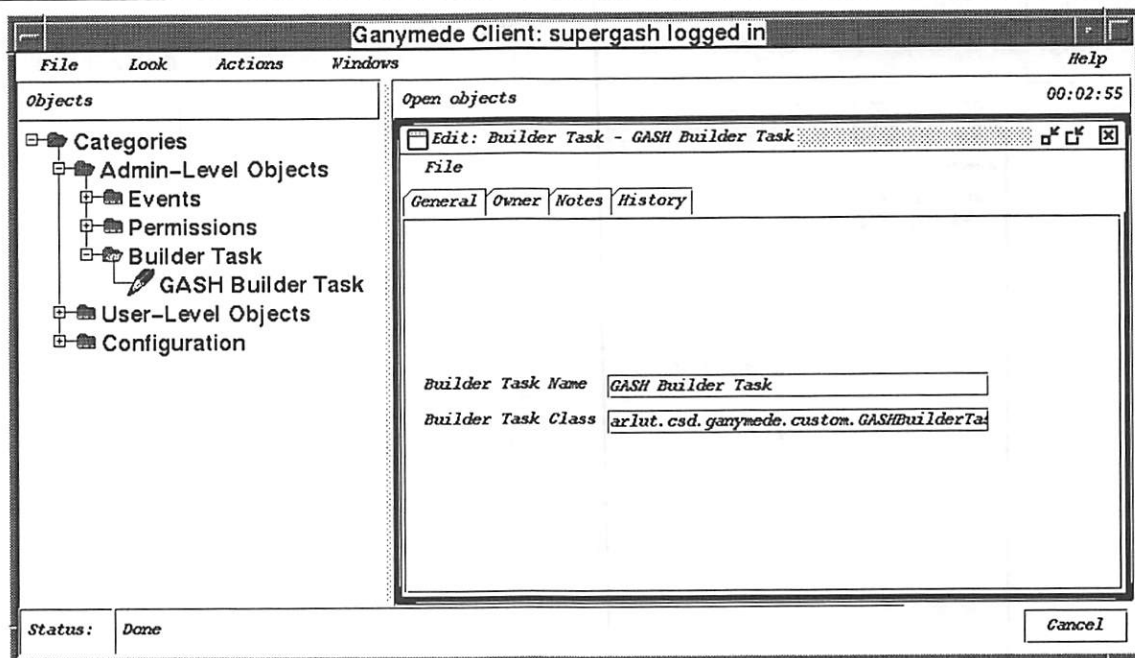 Ganymede Client: supergash logged in
File Look Actions Windows Help
Objects
Open objects 00:02:55
Categories
Admin-Level Objects
Events
Permissions
Builder Task
GASH Builder Task
User-Level Objects
Configuration
Edit: Builder Task - GASH Builder Task
File
General Owner Notes History
Builder Task Name GASH Builder Task
Builder Task Class arlut.csd.ganymede.custom.GASHBuilderTas
Status: Done
Cancel